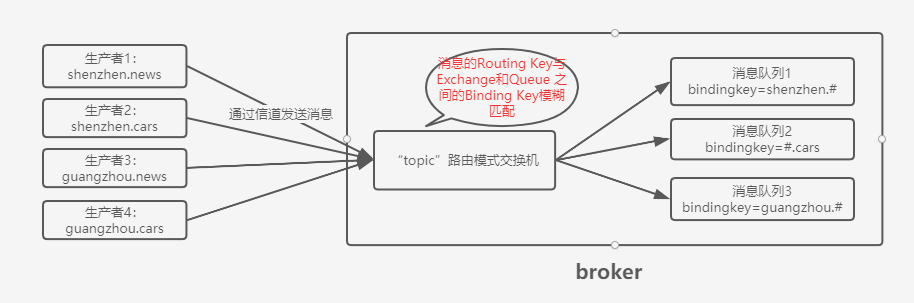 生产者1：
shenzhen.news
生产者2：
shenzhen.cars
生产者3：
guangzhou.news
生产者4：
guangzhou.cars
通过信道发送消息
消息的Routing Key与
Exchange和Queue 之
间的Binding Key模糊
匹配
“topic”路由模式交换机
消息队列1
bindingkey=shenzhen.#
消息队列2
bindingkey=#.cars
消息队列3
bindingkey=guangzhou.#
broker